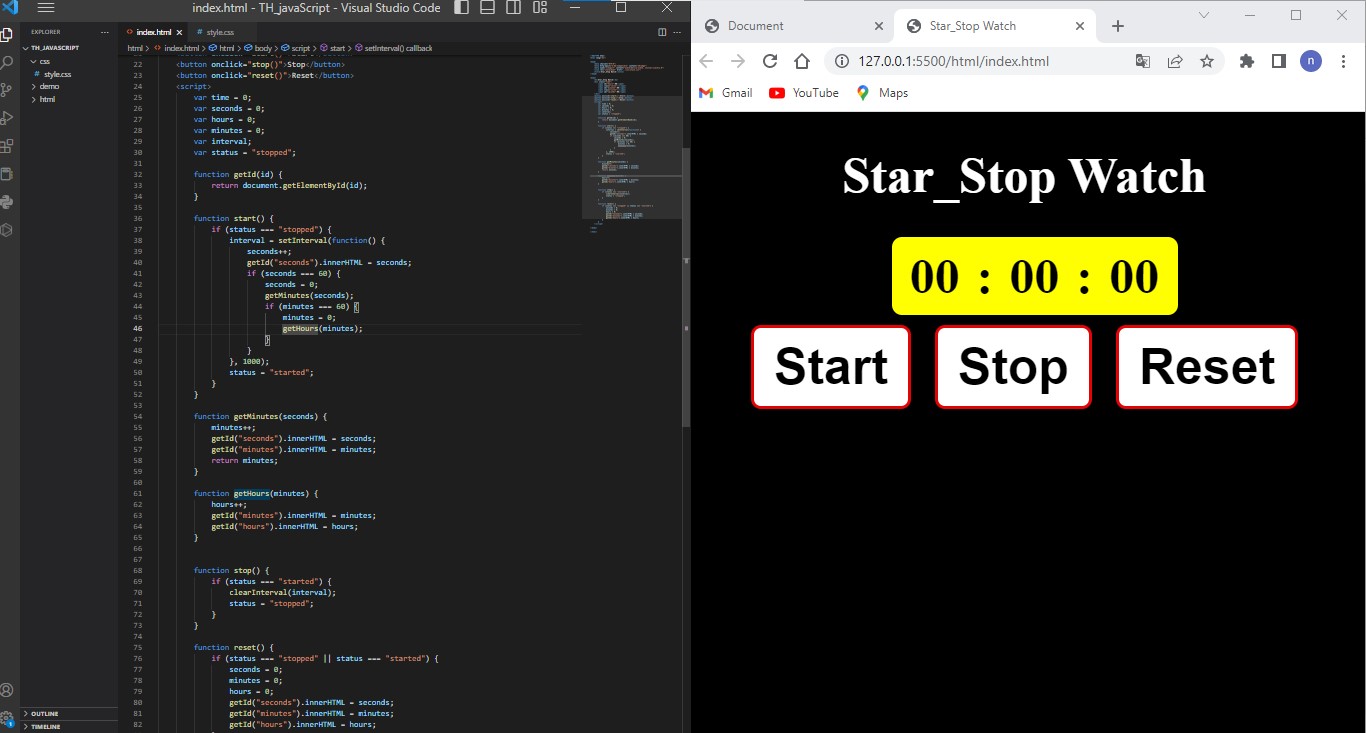 index.html - TH_javaScript - Visual Studio Code
EXPLORER
TH_JAVASCRIPT
css
# style.css
demo
html
OUTLINE
TIMELINE
index.html
# style.css
html > index.html > html > body > script > start > setInterval() callback
22 <button onclick="stop()">Stop</button>
23 <button onclick="reset()">Reset</button>
24 <script>
25 var time = 0;
26 var seconds = 0;
27 var hours = 0;
28 var minutes = 0;
29 var interval;
30 var status = "stopped";
31
32 function getId(id) {
33 return document.getElementById(id);
34 }
35
36 function start() {
37 if (status === "stopped") {
38 interval = setInterval(function() {
39 seconds++;
40 getId("seconds").innerHTML = seconds;
41 if (seconds === 60) {
42 seconds = 0;
43 getMinutes(seconds);
44 if (minutes === 60) {
45 minutes = 0;
46 getHours(minutes);
47 }
48 }
49 }, 1000);
50 status = "started";
51 }
52 }
53
54 function getMinutes(seconds) {
55 minutes++;
56 getId("seconds").innerHTML = seconds;
57 getId("minutes").innerHTML = minutes;
58 return minutes;
59 }
60
61 function getHours(minutes) {
62 hours++;
63 getId("minutes").innerHTML = minutes;
64 getId("hours").innerHTML = hours;
65 }
66
67
68 function stop() {
69 if (status === "started") {
70 clearInterval(interval);
71 status = "stopped";
72 }
73 }
74
75 function reset() {
76 if (status === "stopped" || status === "started") {
77 seconds = 0;
78 minutes = 0;
79 hours = 0;
80 getId("seconds").innerHTML = seconds;
81 getId("minutes").innerHTML = minutes;
82 getId("hours").innerHTML = hours;
Document
Star_Stop Watch
127.0.0.1:5500/html/index.html
n
Gmail
YouTube
Maps
Star_Stop Watch
00 : 00 : 00
Start
Stop
Reset